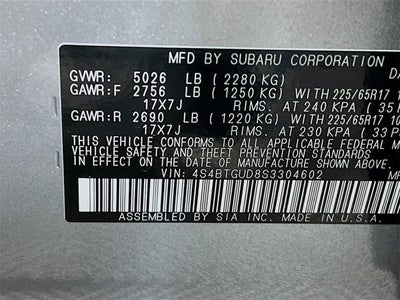 MFD BY SUBARU CORPORATION DA
GVWR: 5026 LB (2280 KG)
GAWR:F 2756 LB (1250 KG) WITH 225/65R17
17X7J RIMS. AT 240 KPA (35
GAWR:R 2690 LB (1220 KG) WITH 225/65R17
17X7J RIMS. AT 230 KPA (33 P
THIS VEHICLE CONFORMS TO ALL APPLICABLE FEDERAL M
VEHICLE SAFETY AND
IN EFFECT ON THE DATE OF MANUFACTURE SHOWN ABOVE.
VIN: 4S4BTGUD8S3304602
ASSEMBLED BY SIA INC. MADE IN U.S.A.